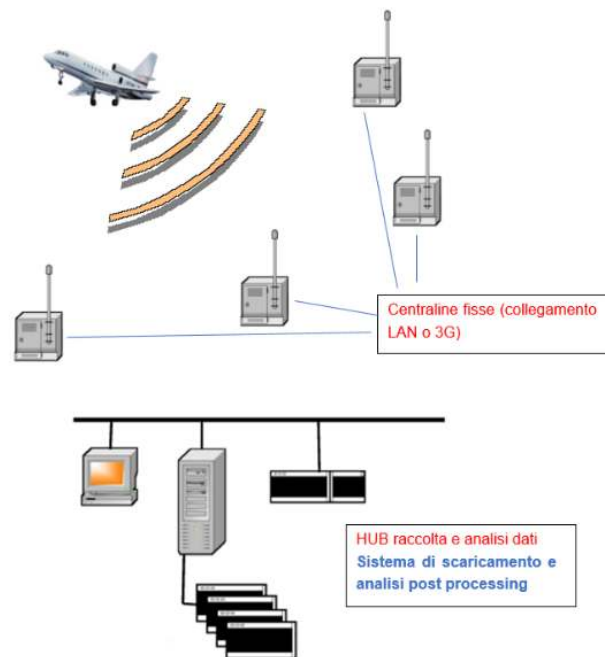 Centraline fisse (collegamento
LAN o 3G)
HUB raccolta e analisi dati
Sistema di scaricamento e
analisi post processing